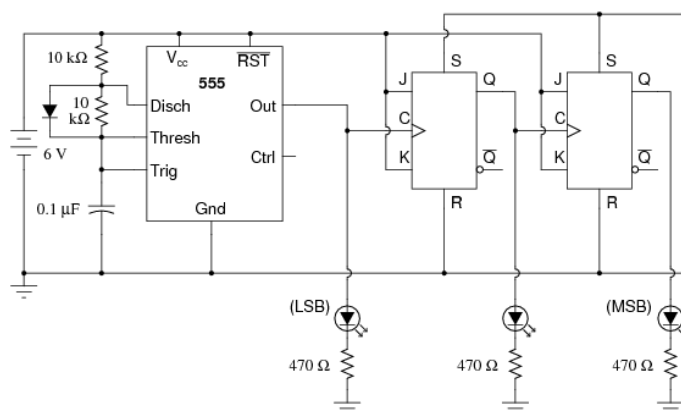 10 kΩ
V cc
RST
555
10
kΩ
Disch
Out
Thresh
6 V
Trig
Ctrl
0.1 µF
Gnd
S
J
Q
C
K
Q
R
S
J
Q
C
K
Q
R
(LSB)
(MSB)
470 Ω
470 Ω
470 Ω